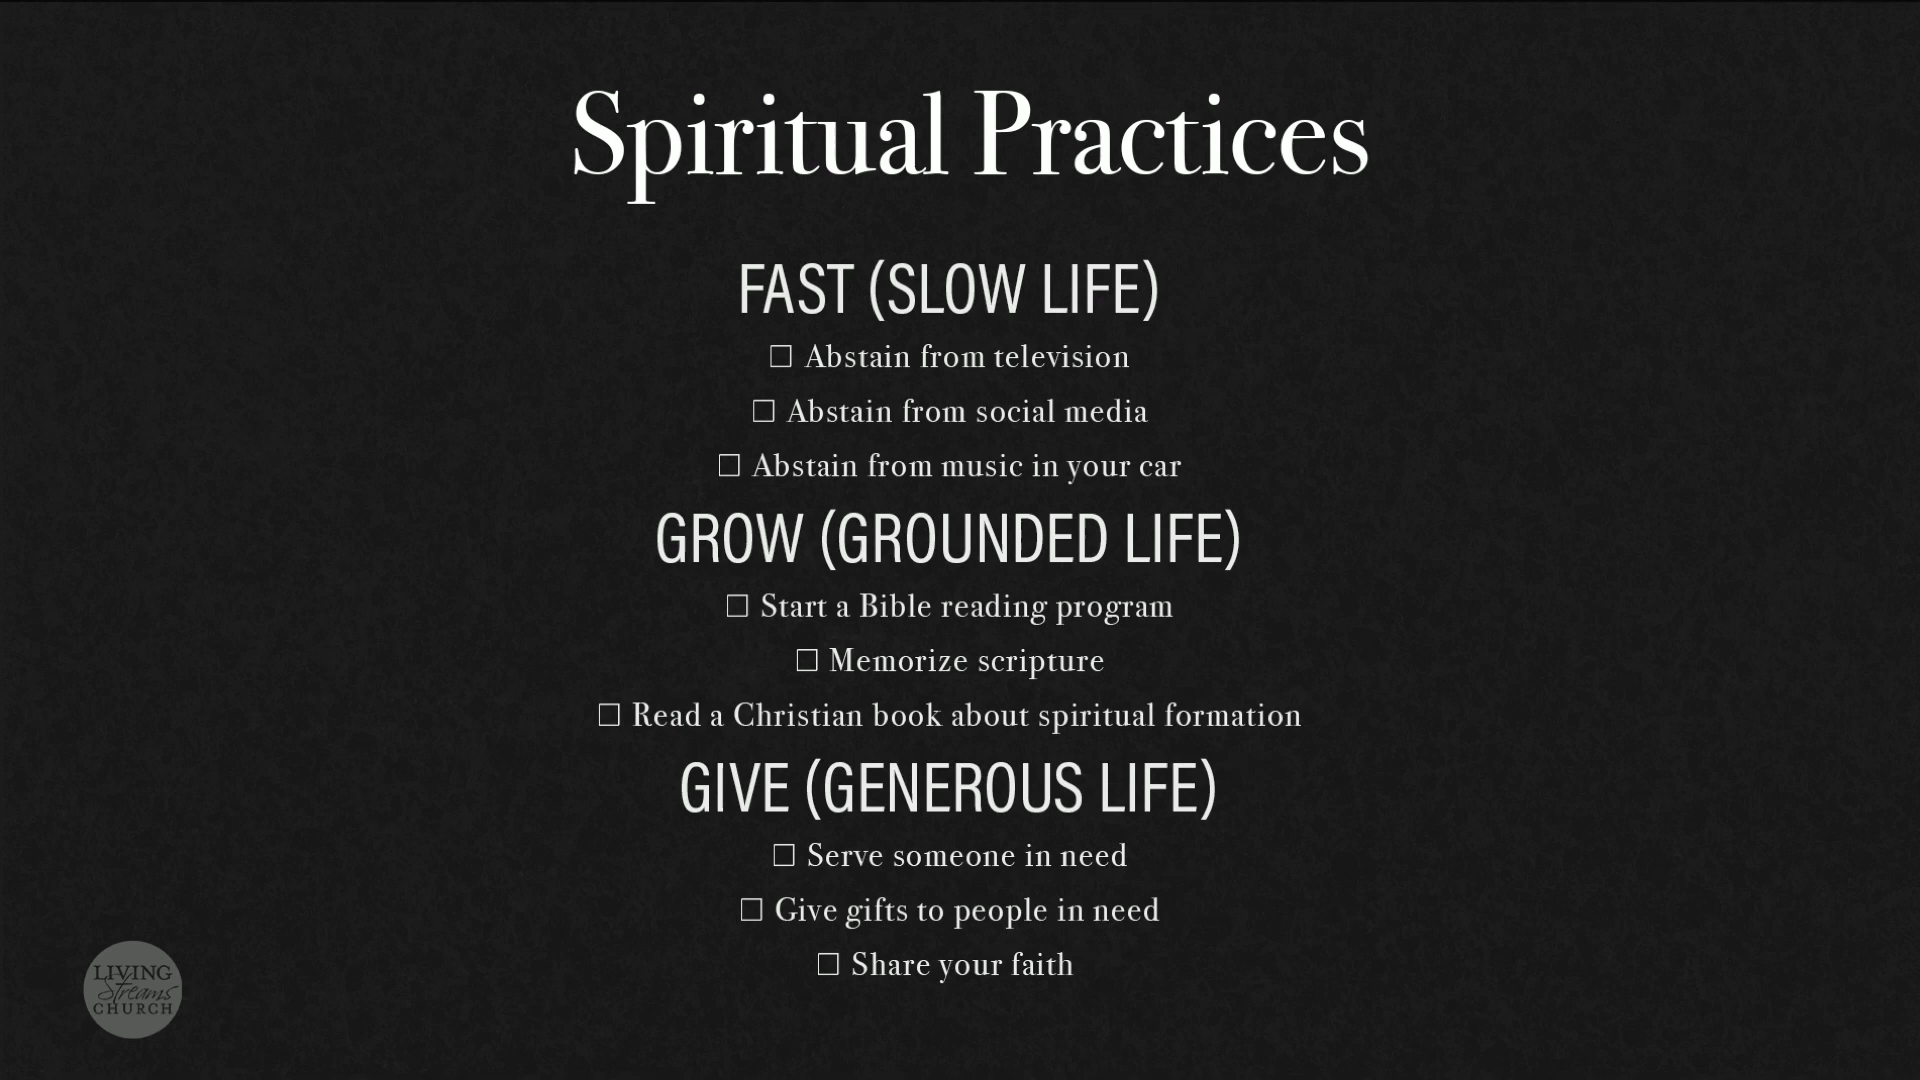 Spiritual Practices
FAST (SLOW LIFE)
☐ Abstain from television
☐ Abstain from social media
☐ Abstain from music in your car
GROW (GROUNDED LIFE)
☐ Start a Bible reading program
☐ Memorize scripture
☐ Read a Christian book about spiritual formation
GIVE (GENEROUS LIFE)
☐ Serve someone in need
☐ Give gifts to people in need
☐ Share your faith
LIVING
Streams
CHURCH